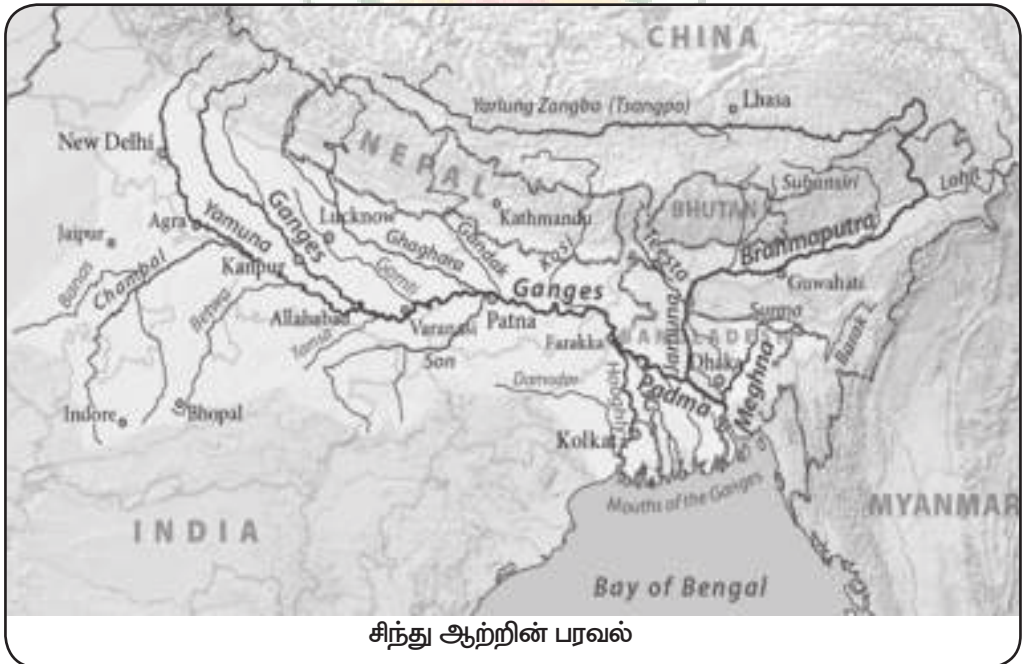 CHINA
Yarlung Zangbo (Tsangpo)
Lhasa
New Delhi
NEPAL
Subansiri
Lohit
BHUTAN
Agra
Yamuna
Ganges
Lucknow
Kathmandu
Jaipur
Ghaghara
Gandak
Kosi
Teesta
Brahmaputra
Banas
Chambal
Kanpur
Gomti
Guwahati
Betwa
Ganges
Jamuna
Surma
Allahabad
Varanasi
Patna
Farakka
BANGLADESH
Barak
Tamsa
Son
Dhaka
Damodar
Hooghly
Padma
Meghna
Indore
Bhopal
Kolkata
Mouths of the Ganges
MYANMAR
INDIA
Bay of Bengal
சிந்து ஆற்றின் பரவல்